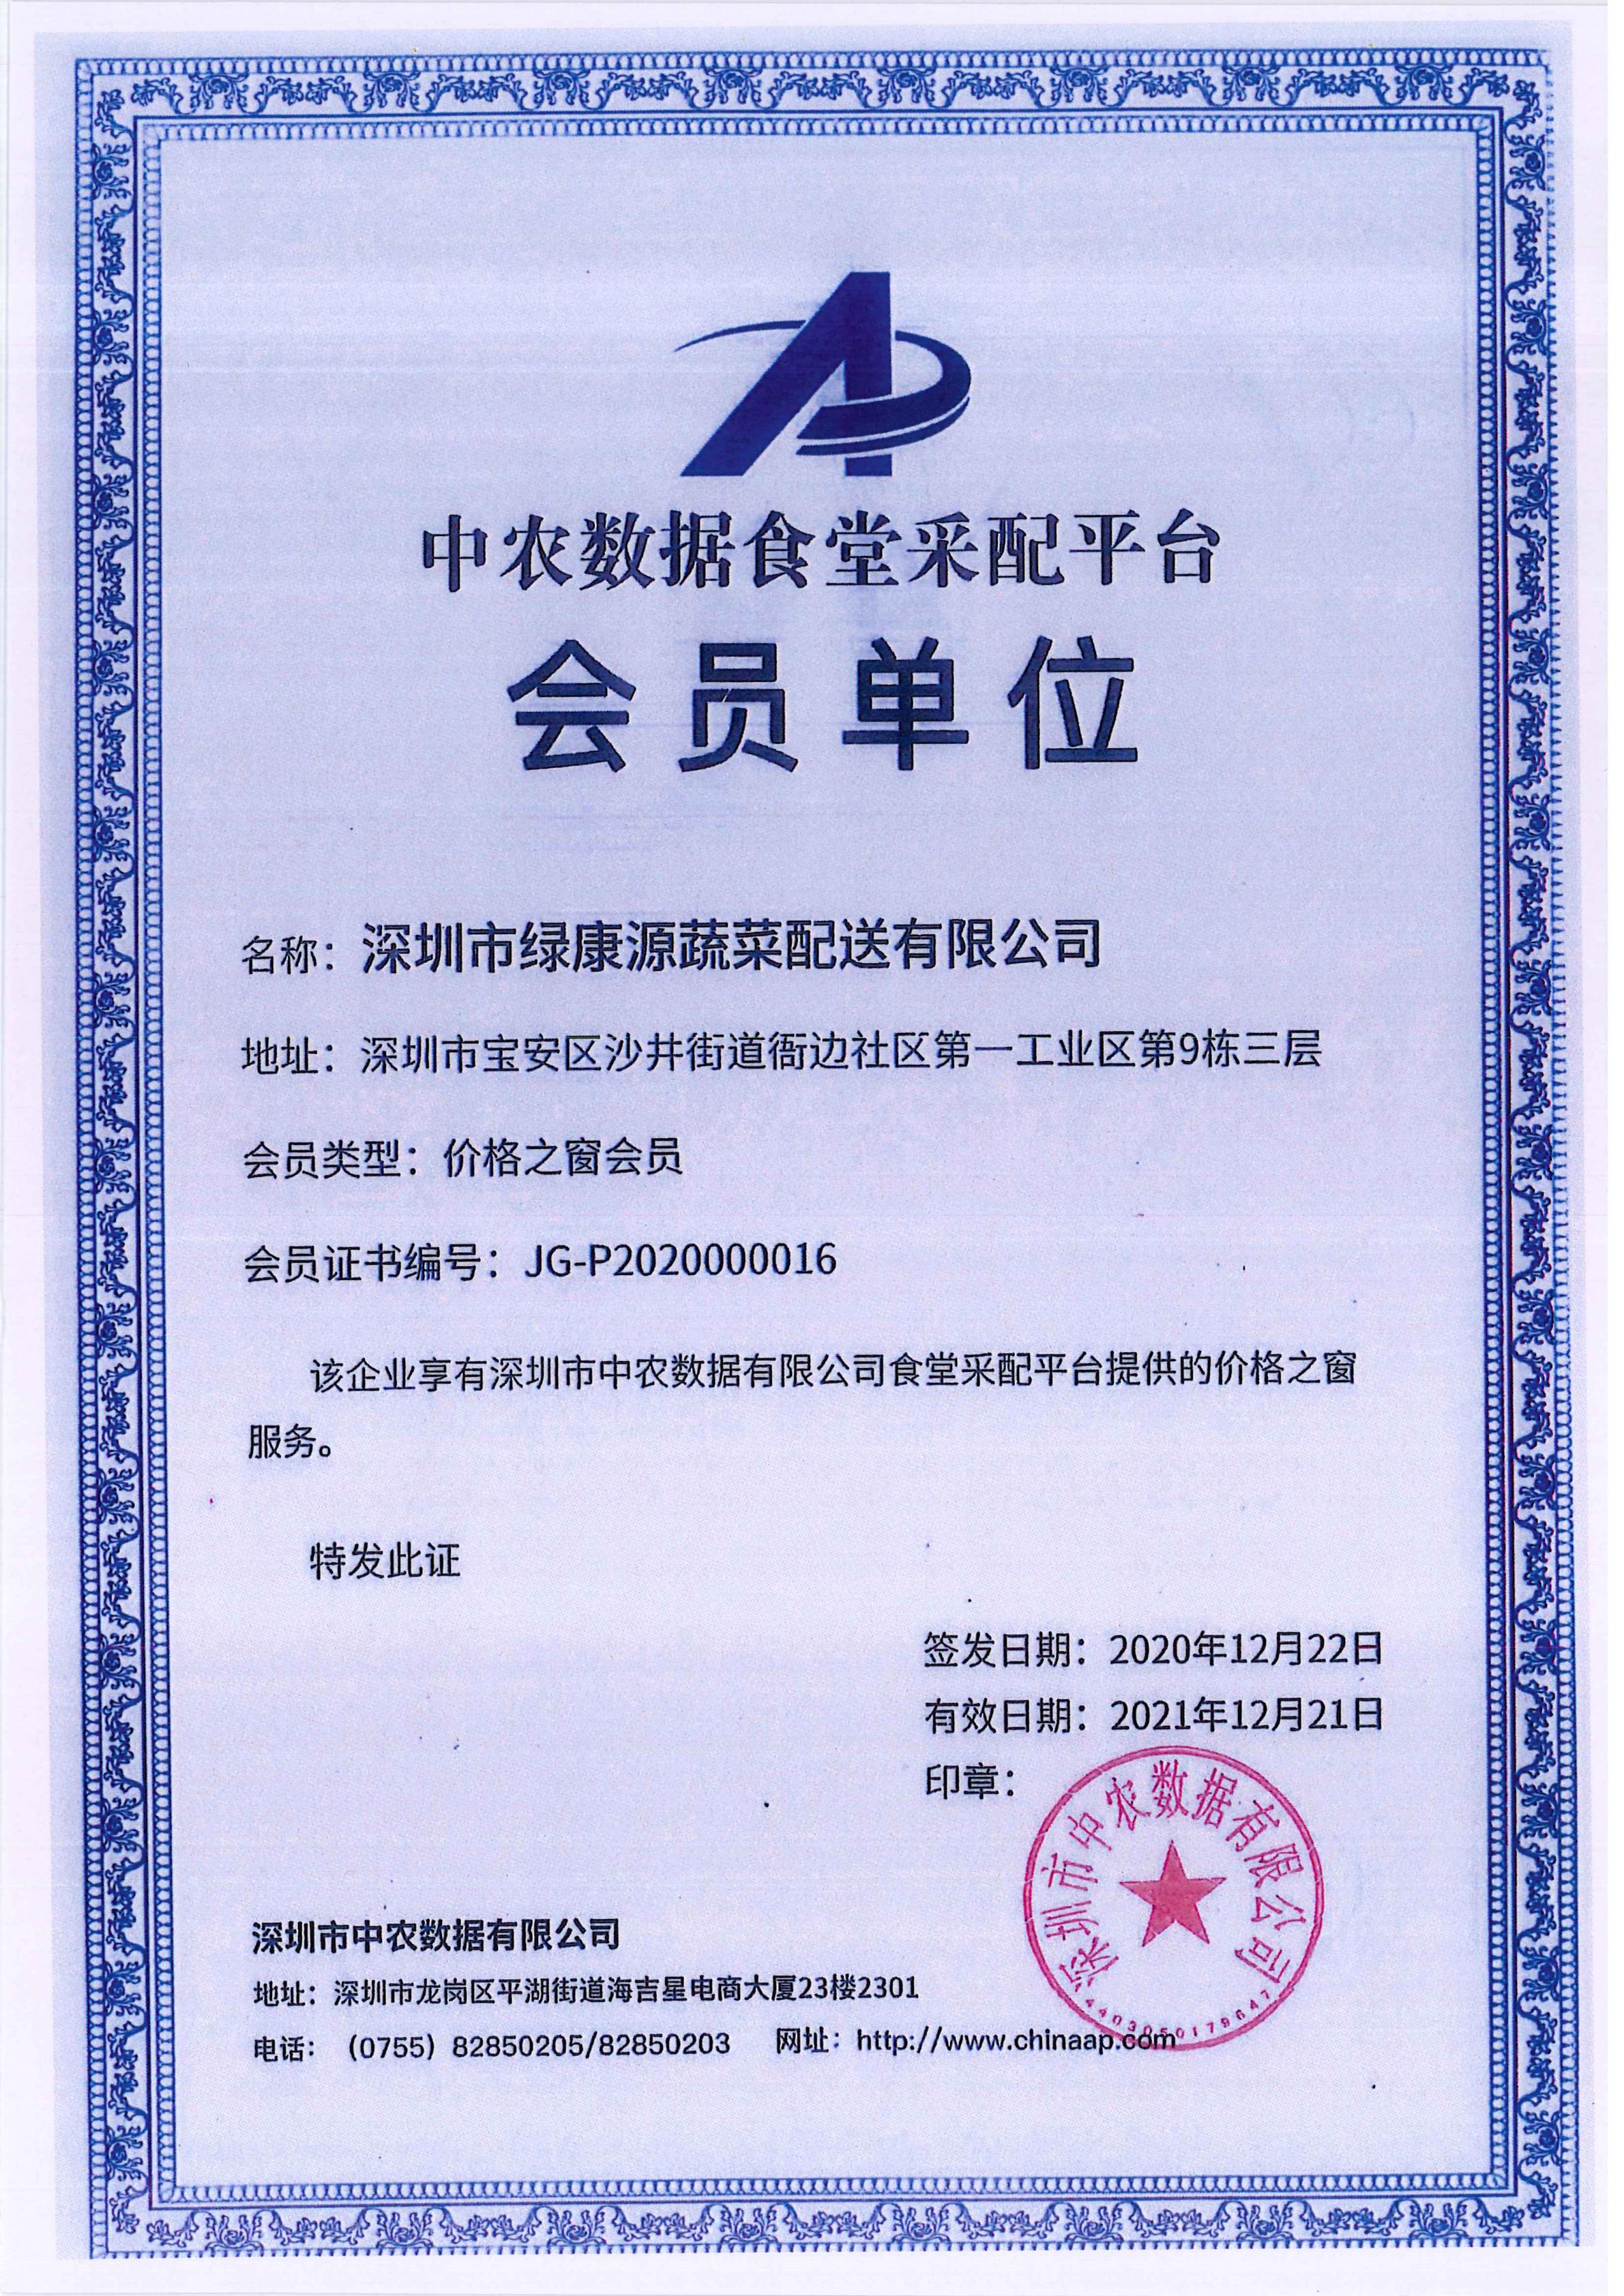 中农数据食堂采配平台
会员单位
名称：深圳市绿康源蔬菜配送有限公司
地址：深圳市宝安区沙井街道衙边社区第一工业区第9栋三层
会员类型：价格之窗会员
会员证书编号：JG-P2020000016
该企业享有深圳市中农数据有限公司食堂采配平台提供的价格之窗
服务。
特发此证
签发日期：2020年12月22日
有效日期：2021年12月21日
印章：
深圳市中农数据有限公司
4403050179647
深圳市中农数据有限公司
地址：深圳市龙岗区平湖街道海吉星电商大厦23楼2301
电话：（0755）82850205/82850203 网址：http://www.chinaap.com